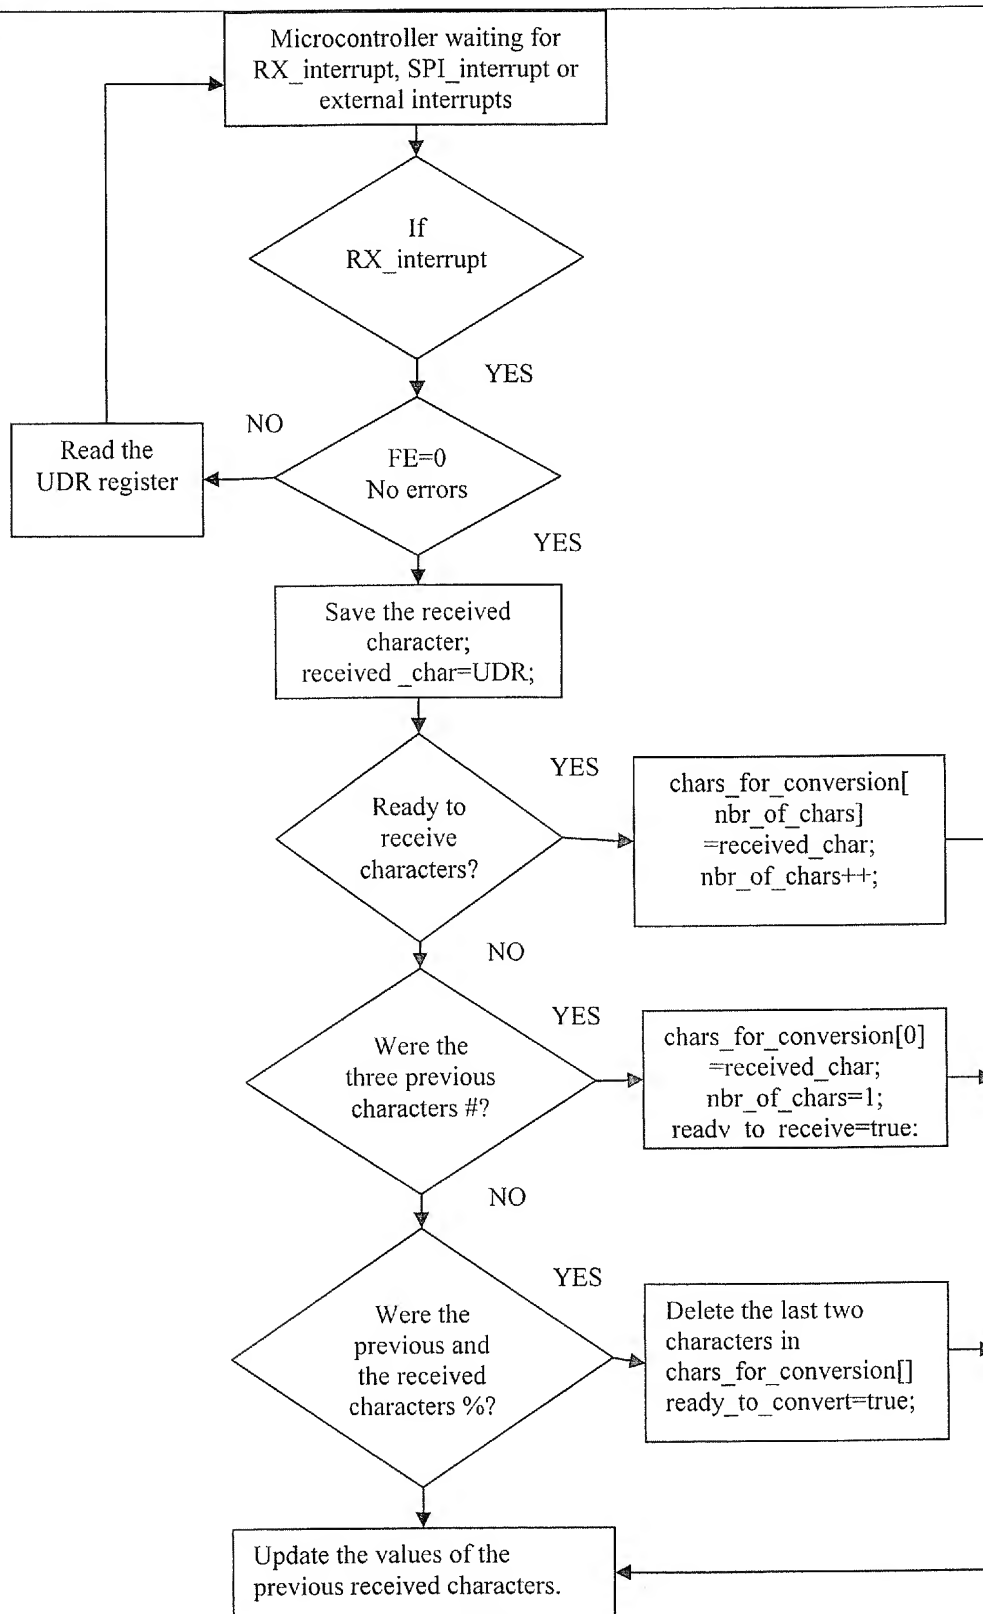 Microcontroller waiting for
RX_interrupt, SPI_interrupt or
external interrupts
If
RX_interrupt
YES
NO
Read the
UDR register
FE=0
No errors
YES
Save the received
character;
received _char=UDR;
YES
Ready to
receive
characters?
chars_for_conversion[
nbr_of_chars]
=received_char;
nbr_of_chars++;
NO
YES
Were the
three previous
characters #?
chars_for_conversion[0]
=received_char;
nbr_of_chars=1;
ready_to_receive=true;
NO
YES
Were the
previous and
the received
characters %?
Delete the last two
characters in
chars_for_conversion[]
ready_to_convert=true;
Update the values of the
previous received characters.